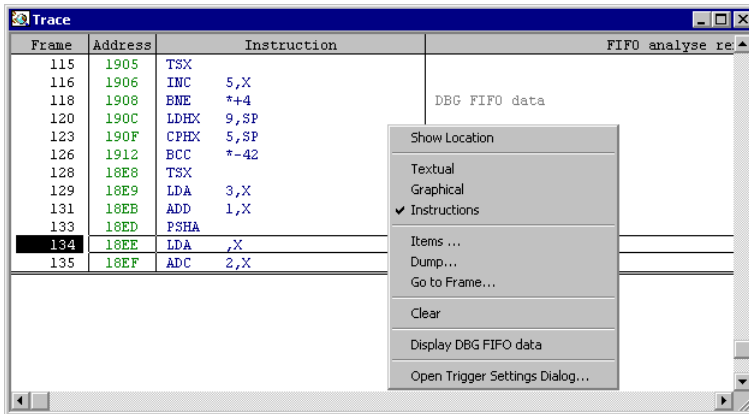 Trace
Frame Address Instruction FIFO analyse re
115 1905 TSX
116 1906 INC 5,X
118 1908 BNE *+4 DBG FIFO data
120 190C LDHX 9,SP
123 190F CPHX 5,SP
126 1912 BCC *-42
128 18E8 TSX
129 18E9 LDA 3,X
131 18EB ADD 1,X
133 18ED PSHA
134 18EE LDA ,X
135 18EF ADC 2,X
Show Location
Textual
Graphical
Instructions
Items ...
Dump...
Go to Frame...
Clear
Display DBG FIFO data
Open Trigger Settings Dialog...